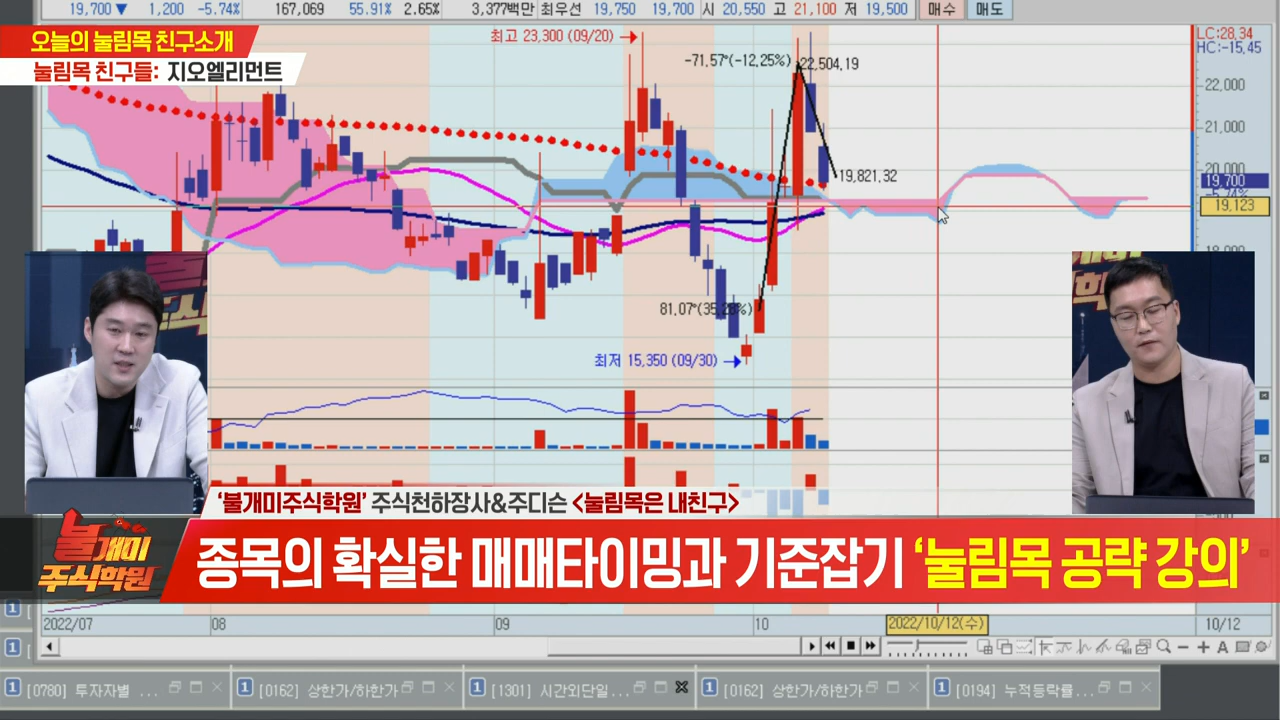 19,700 ▼ 1,200 -5.74% 167,069 55.91% 2.65% 3,377백만 최우선 19,750 19,700 시 20,550 고 21,100 저 19,500 매수 매도
오늘의 눌림목 친구소개
눌림목 친구들: 지오엘리먼트
최고 23,300 (09/20)
-71.57°(-12,25%)
22,504.19
LC:28,34
HC:-15,45
22,000
21,000
20,000
19,700
-5.74%
19,123
18,000
19,821.32
81.07°(35,28%)
최저 15,350 (09/30)
'불개미주식학원' 주식천하장사&주디슨 <눌림목은 내친구>
불개미
주식학원
종목의 확실한 매매타이밍과 기준잡기 '눌림목 공략 강의'
2022/07 08 09 10 2022/10/12(수) 10/12
1 [0780] 투자자별 ... 1 [0162] 상한가/하한가 1 [1301] 시간외단일... 1 [0162] 상한가/하한가 1 [0194] 누적등락률...